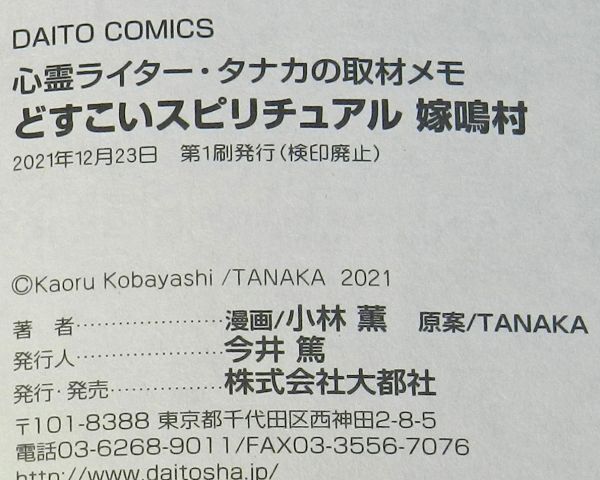 DAITO COMICS
心霊ライター・タナカの取材メモ
どすこいスピリチュアル 嫁鳴村
2021年12月23日　第1刷発行(検印廃止)
©Kaoru Kobayashi /TANAKA 2021
著　者……………………漫画/小林 薫　原案/TANAKA
発行人……………………今井 篤
発行・発売………………株式会社大都社
〒101-8388 東京都千代田区西神田2-8-5
電話03-6268-9011/FAX03-3556-7076
http://www.daitosha.jp/